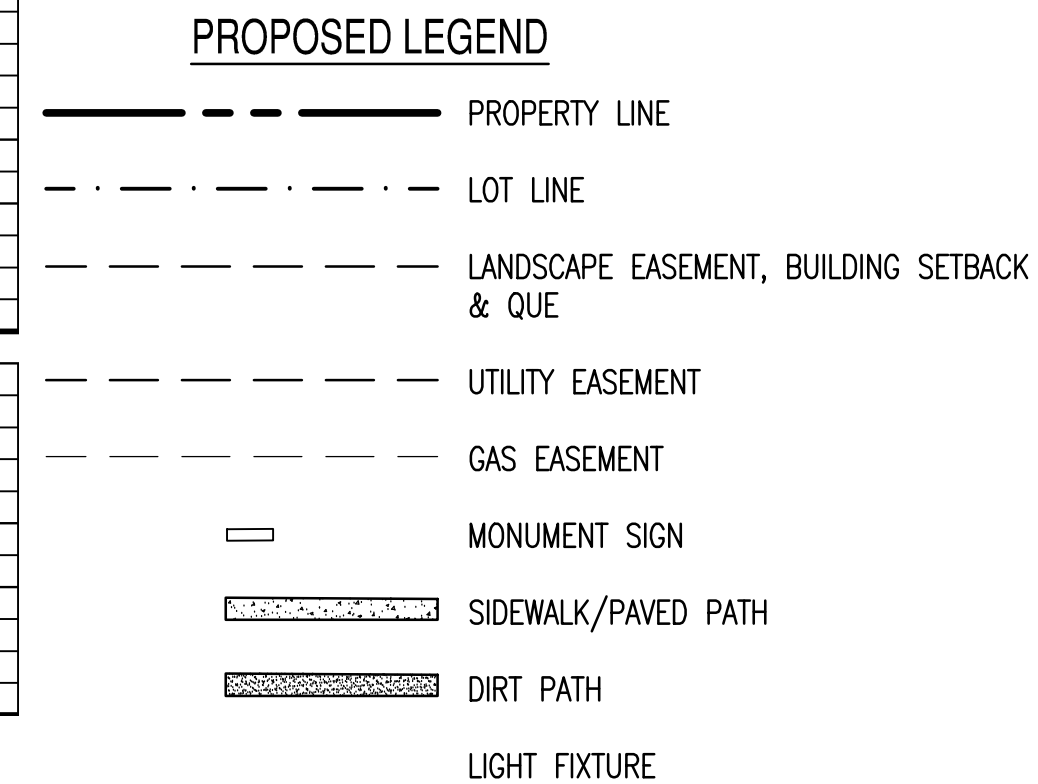 PROPOSED LEGEND
PROPERTY LINE
LOT LINE
LANDSCAPE EASEMENT, BUILDING SETBACK
& QUE
UTILITY EASEMENT
GAS EASEMENT
MONUMENT SIGN
SIDEWALK/PAVED PATH
DIRT PATH
LIGHT FIXTURE